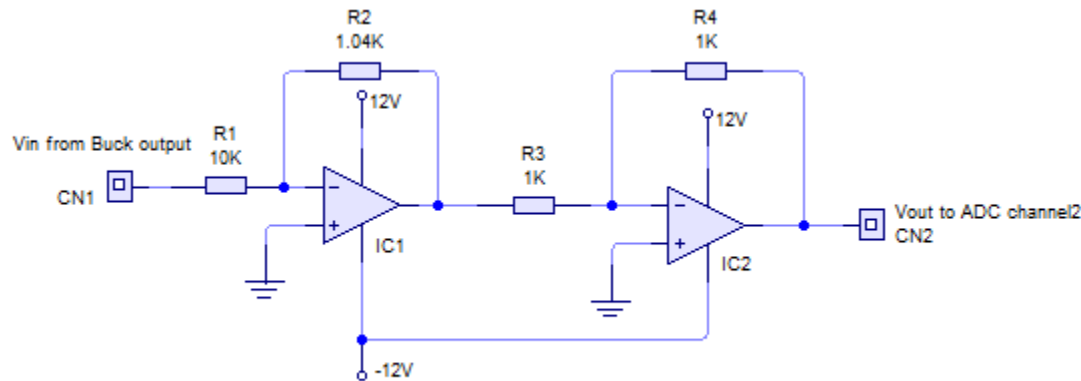 R2
1.04K
R4
1K
12V
12V
Vin from Buck output
R1
10K
R3
1K
CN1
−
+
−
+
Vout to ADC channel2
CN2
IC1
IC2
-12V